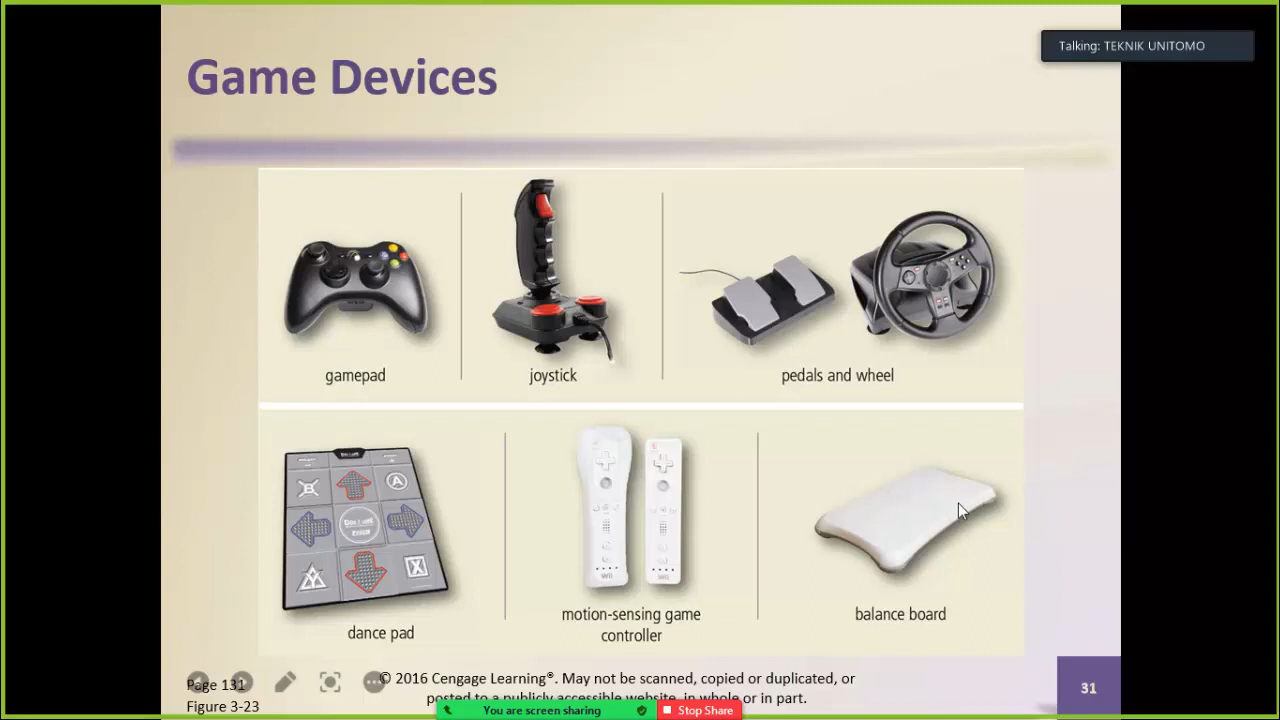 Talking: TEKNIK UNITOMO
Game Devices
gamepad
joystick
pedals and wheel
B
A
X
Wii
Wii
dance pad
motion-sensing game
controller
balance board
Page 131
Figure 3-23
© 2016 Cengage Learning®. May not be scanned, copied or duplicated, or
posted to a publicly accessible website, in whole or in part.
31
You are screen sharing
Stop Share